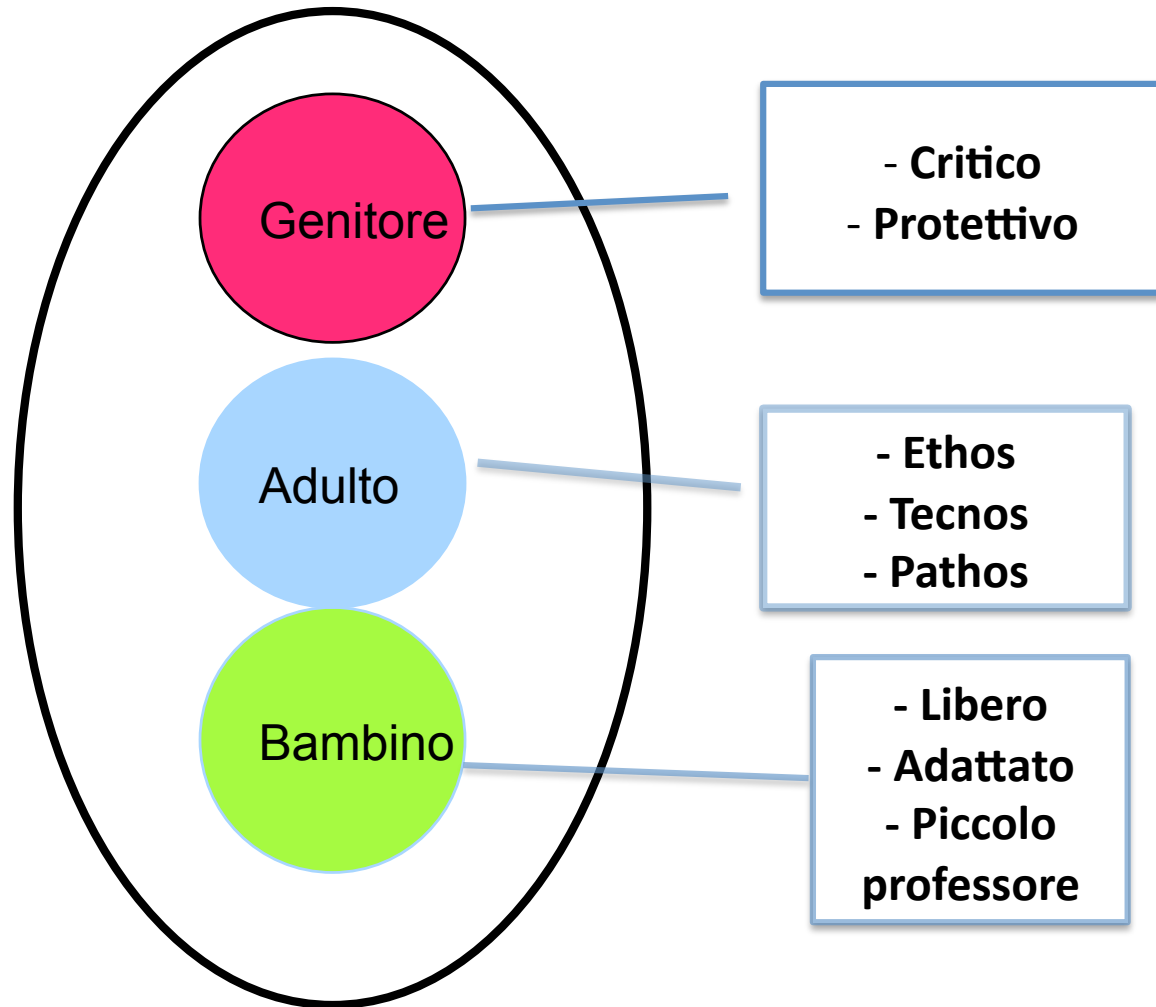 Genitore
- Critico
- Protettivo
Adulto
- Ethos
- Tecnos
- Pathos
Bambino
- Libero
- Adattato
- Piccolo
professore